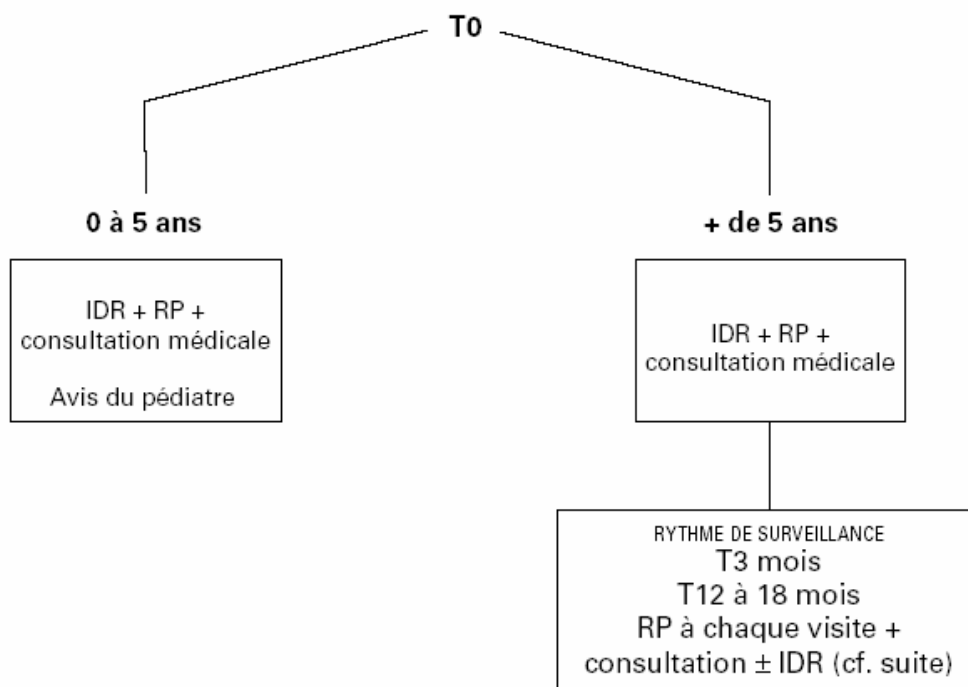 T0
0 à 5 ans
IDR + RP +
consultation médicale
Avis du pédiatre
+ de 5 ans
IDR + RP +
consultation médicale
RYTHME DE SURVEILLANCE
T3 mois
T12 à 18 mois
RP à chaque visite +
consultation ± IDR (cf. suite)